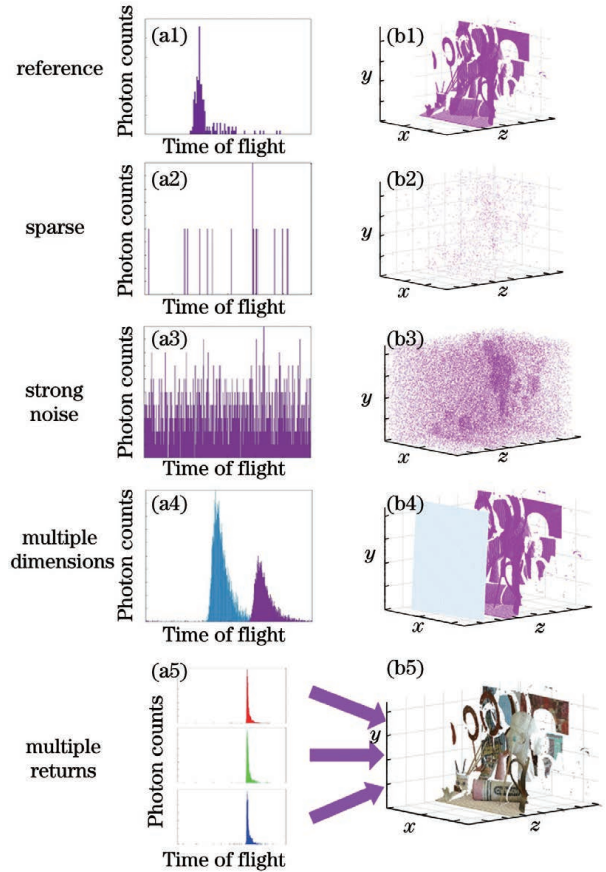 reference
(a1)
Photon counts
Time of flight
(b1)
y
x
z
sparse
(a2)
Photon counts
Time of flight
(b2)
y
x
z
strong
noise
(a3)
Photon counts
Time of flight
(b3)
y
x
z
multiple
dimensions
(a4)
Photon counts
Time of flight
(b4)
y
x
z
multiple
returns
(a5)
Photon counts
Time of flight
(b5)
y
x
z